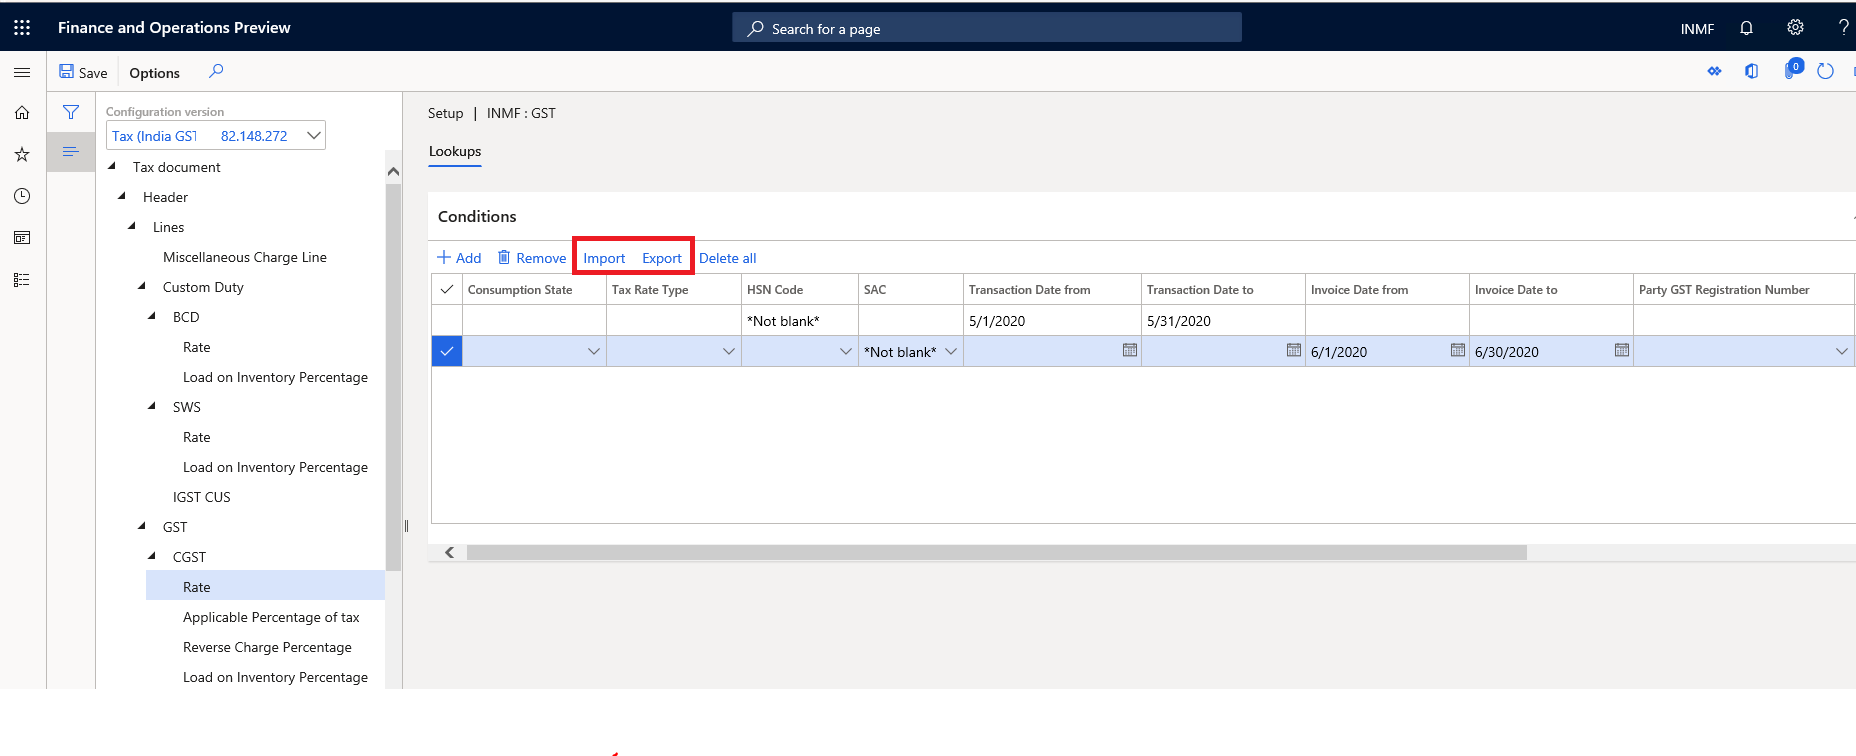 Finance and Operations Preview
Search for a page
INMF
?
Save
Options
0
Configuration version
Tax (India GST 82.148.272
Tax document
Header
Lines
Miscellaneous Charge Line
Custom Duty
BCD
Rate
Load on Inventory Percentage
SWS
Rate
Load on Inventory Percentage
IGST CUS
GST
CGST
Rate
Applicable Percentage of tax
Reverse Charge Percentage
Load on Inventory Percentage
Setup | INMF : GST
Lookups
Conditions
+ Add Remove Import Export Delete all
Consumption State Tax Rate Type HSN Code SAC Transaction Date from Transaction Date to Invoice Date from Invoice Date to Party GST Registration Number
*Not blank* 5/1/2020 5/31/2020
*Not blank* 6/1/2020 6/30/2020